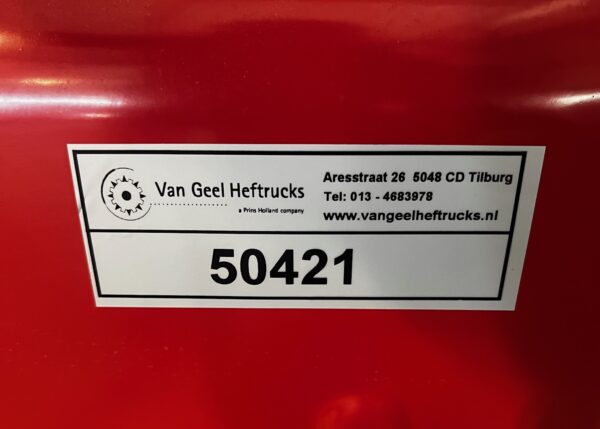 Van Geel Heftrucks
a Prins Holland company
Aresstraat 26 5048 CD Tilburg
Tel: 013 - 4683978
www.vangeelheftrucks.nl
50421